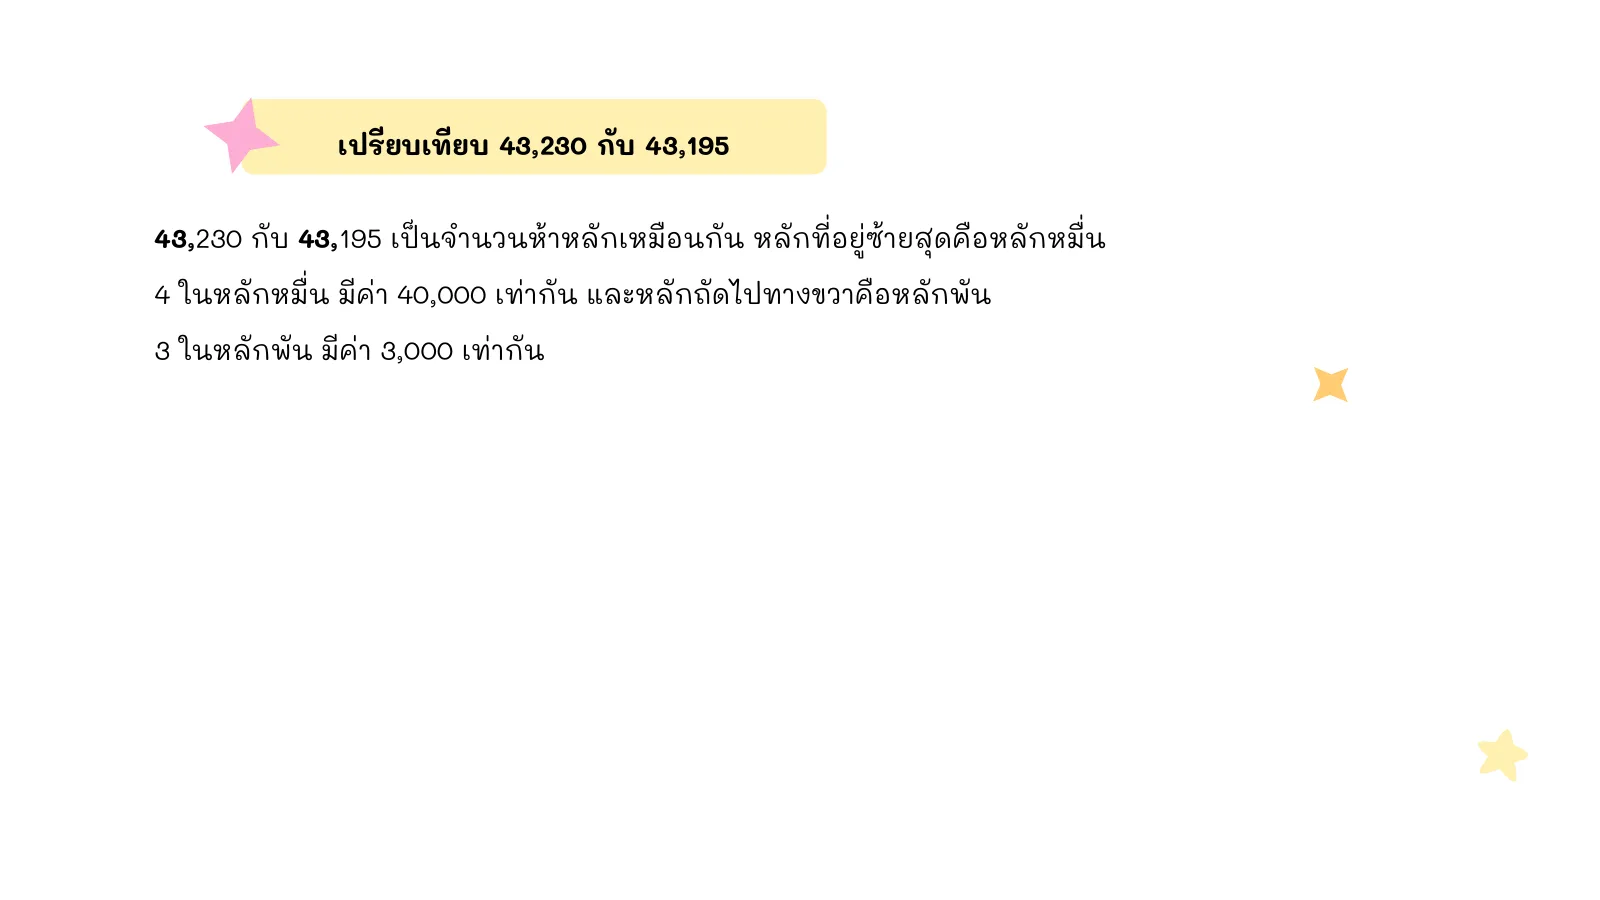 เปรียบเทียบ 43,230 กับ 43,195
43,230 กับ 43,195 เป็นจำนวนห้าหลักเหมือนกัน หลักที่อยู่ซ้ายสุดคือหลักหมื่น
4 ในหลักหมื่น มีค่า 40,000 เท่ากัน และหลักถัดไปทางขวาคือหลักพัน
3 ในหลักพัน มีค่า 3,000 เท่ากัน